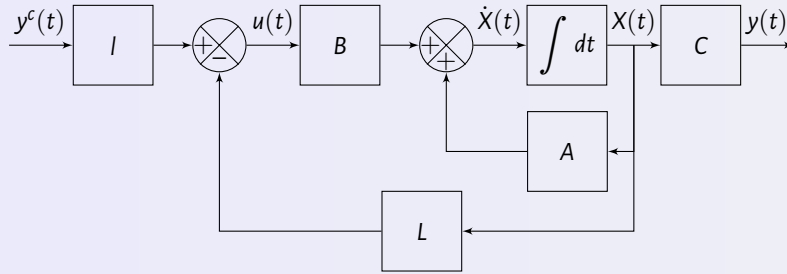 y^c(t)
l
+
−
u(t)
B
+
+
Ẋ(t)
∫ dt
X(t)
C
y(t)
A
L